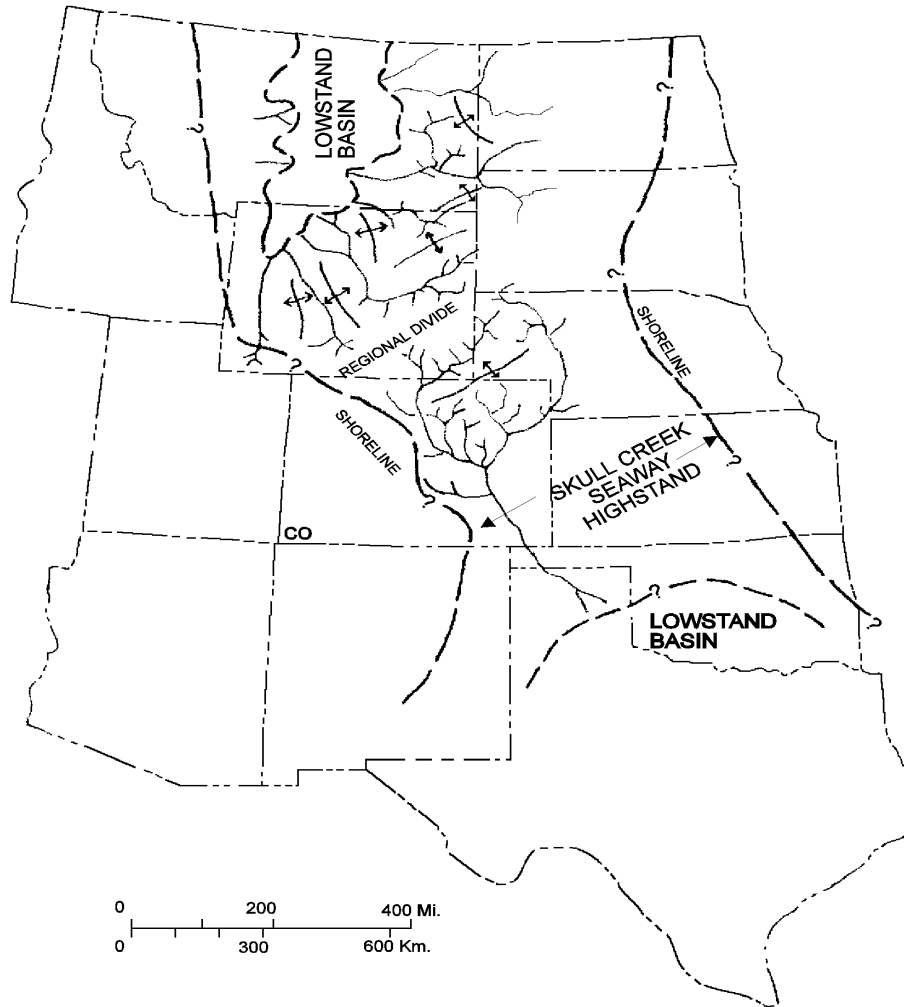 LOWSTAND
BASIN
?
?
?
REGIONAL DIVIDE
SHORELINE
?
SHORELINE
?
SKULL CREEK
SEAWAY
HIGHSTAND
?
?
CO
?
LOWSTAND
BASIN
?
0 200 400 Mi.
0 300 600 Km.